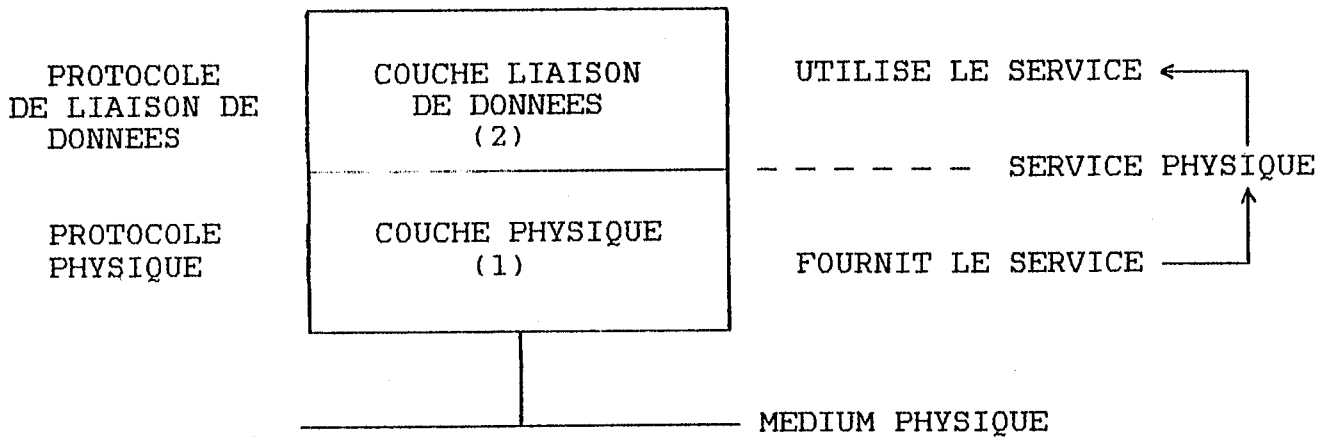 PROTOCOLE
DE LIAISON DE
DONNEES
COUCHE LIAISON
DE DONNEES
(2)
UTILISE LE SERVICE
SERVICE PHYSIQUE
PROTOCOLE
PHYSIQUE
COUCHE PHYSIQUE
(1)
FOURNIT LE SERVICE
MEDIUM PHYSIQUE